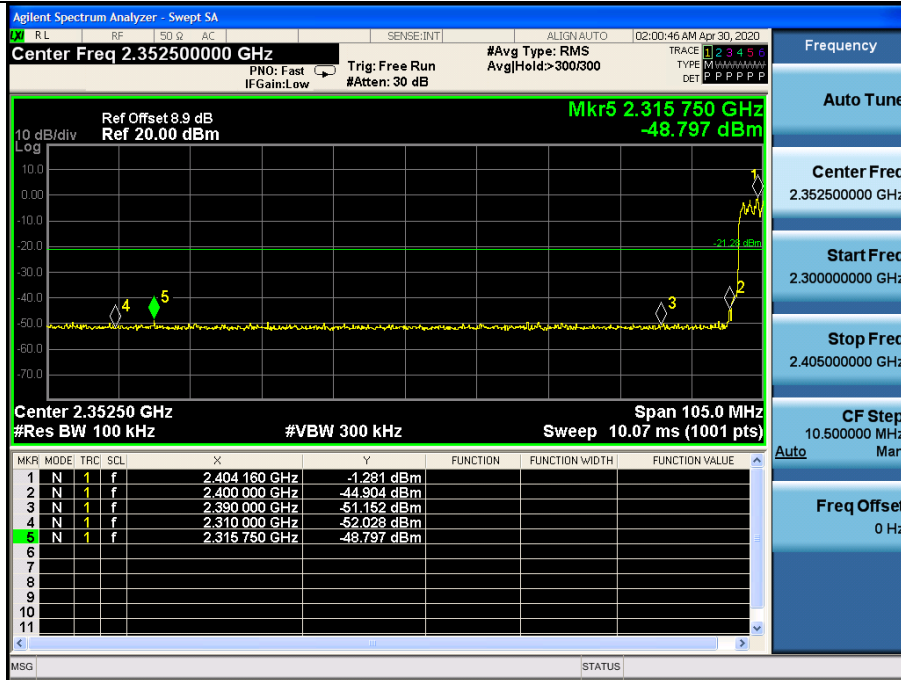 Agilent Spectrum Analyzer - Swept SA
LXI RL RF 50 Ω AC SENSE:INT ALIGN AUTO 02:00:46 AM Apr 30, 2020
Center Freq 2.352500000 GHz #Avg Type: RMS TRACE 1 2 3 4 5 6
PNO: Fast Trig: Free Run Avg|Hold:>300/300 TYPE M WWWWW
IFGain:Low #Atten: 30 dB DET P P P P P P
Mkr5 2.315 750 GHz
-48.797 dBm
Ref Offset 8.9 dB
10 dB/div Ref 20.00 dBm
Log
10.0
0.00
-10.0
-20.0
-30.0
-40.0
-50.0
-60.0
-70.0
1
-21.28 dBm
2
3
4
5
Center 2.35250 GHz Span 105.0 MHz
#Res BW 100 kHz #VBW 300 kHz Sweep 10.07 ms (1001 pts)
MKR MODE TRC SCL X Y FUNCTION FUNCTION WIDTH FUNCTION VALUE
1 N 1 f 2.404 160 GHz -1.281 dBm
2 N 1 f 2.400 000 GHz -44.904 dBm
3 N 1 f 2.390 000 GHz -51.152 dBm
4 N 1 f 2.310 000 GHz -52.028 dBm
5 N 1 f 2.315 750 GHz -48.797 dBm
6
7
8
9
10
11
MSG STATUS
Frequency
Auto Tune
Center Freq
2.352500000 GHz
Start Freq
2.300000000 GHz
Stop Freq
2.405000000 GHz
CF Step
10.500000 MHz
Auto Man
Freq Offset
0 Hz